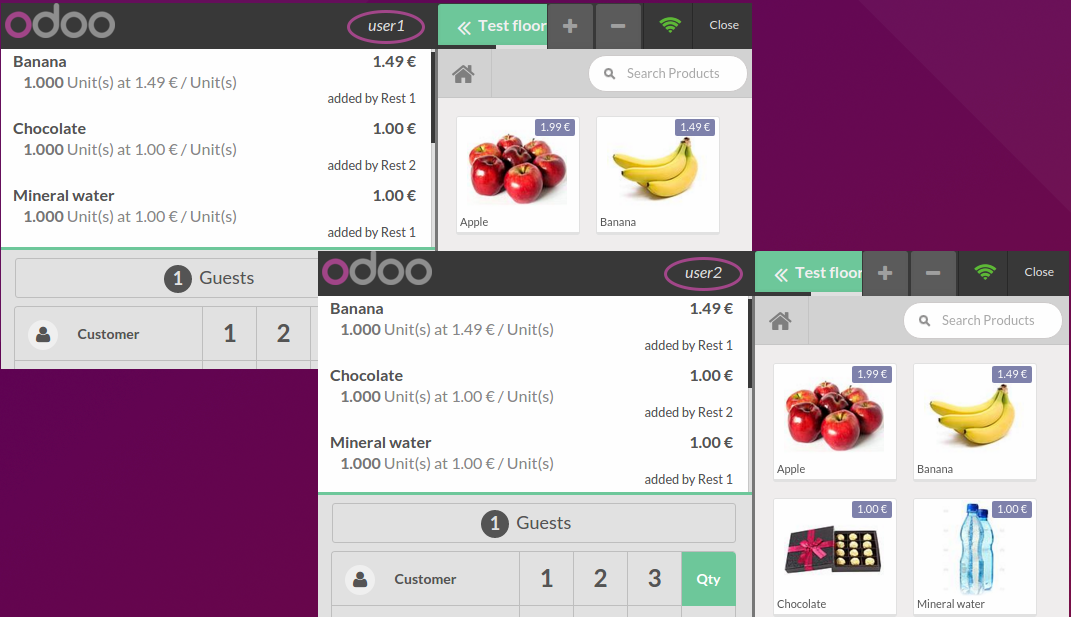 odoo
user1
Test floor
+
−
Close
Banana 1.49 €
1.000 Unit(s) at 1.49 € / Unit(s)
added by Rest 1
Chocolate 1.00 €
1.000 Unit(s) at 1.00 € / Unit(s)
added by Rest 2
Mineral water 1.00 €
1.000 Unit(s) at 1.00 € / Unit(s)
added by Rest 1
1 Guests
Customer 1 2
Search Products
1.99 €
Apple
1.49 €
Banana
odoo
user2
Test floor
+
−
Close
Banana 1.49 €
1.000 Unit(s) at 1.49 € / Unit(s)
added by Rest 1
Chocolate 1.00 €
1.000 Unit(s) at 1.00 € / Unit(s)
added by Rest 2
Mineral water 1.00 €
1.000 Unit(s) at 1.00 € / Unit(s)
added by Rest 1
1 Guests
Customer 1 2 3 Qty
Search Products
1.99 €
Apple
1.49 €
Banana
1.00 €
Chocolate
1.00 €
Mineral water